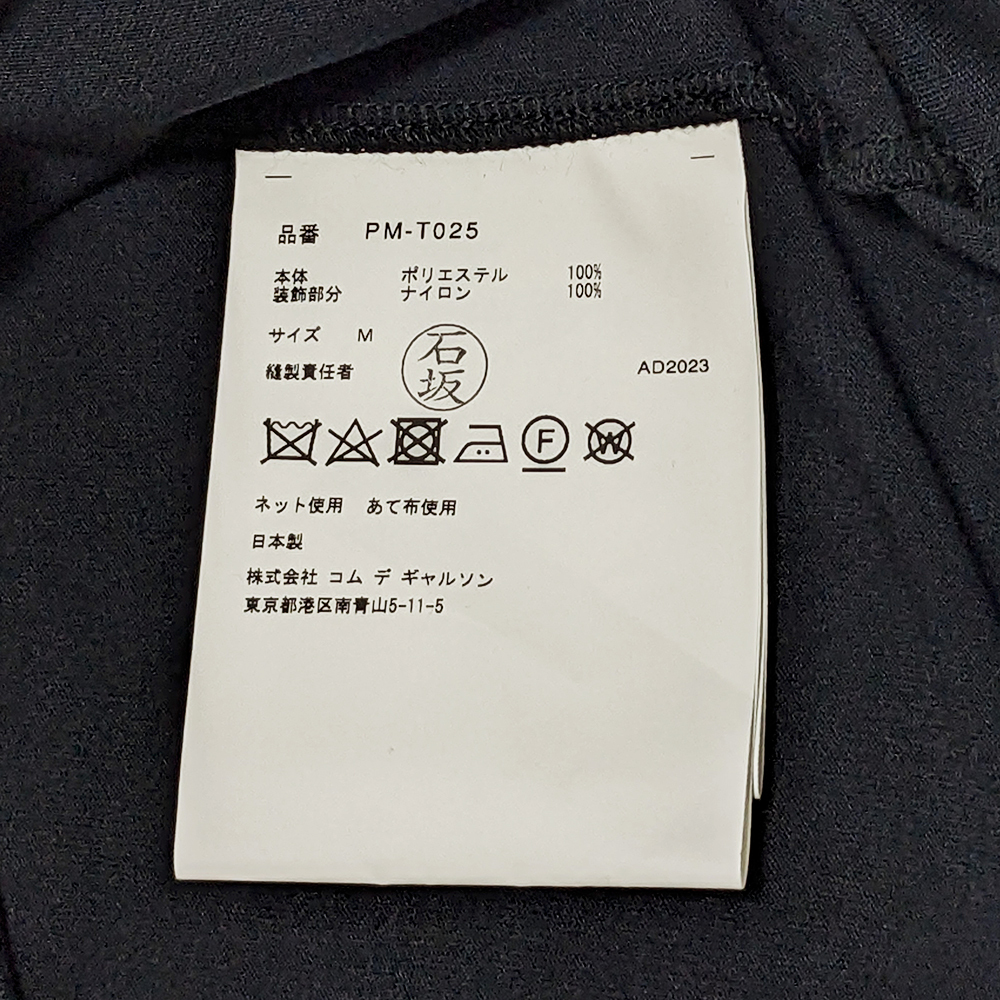 品番 PM-T025
本体 ポリエステル 100%
装飾部分 ナイロン 100%
サイズ M
石坂
縫製責任者 AD2023
F W
ネット使用 あて布使用
日本製
株式会社 コム デ ギャルソン
東京都港区南青山5-11-5